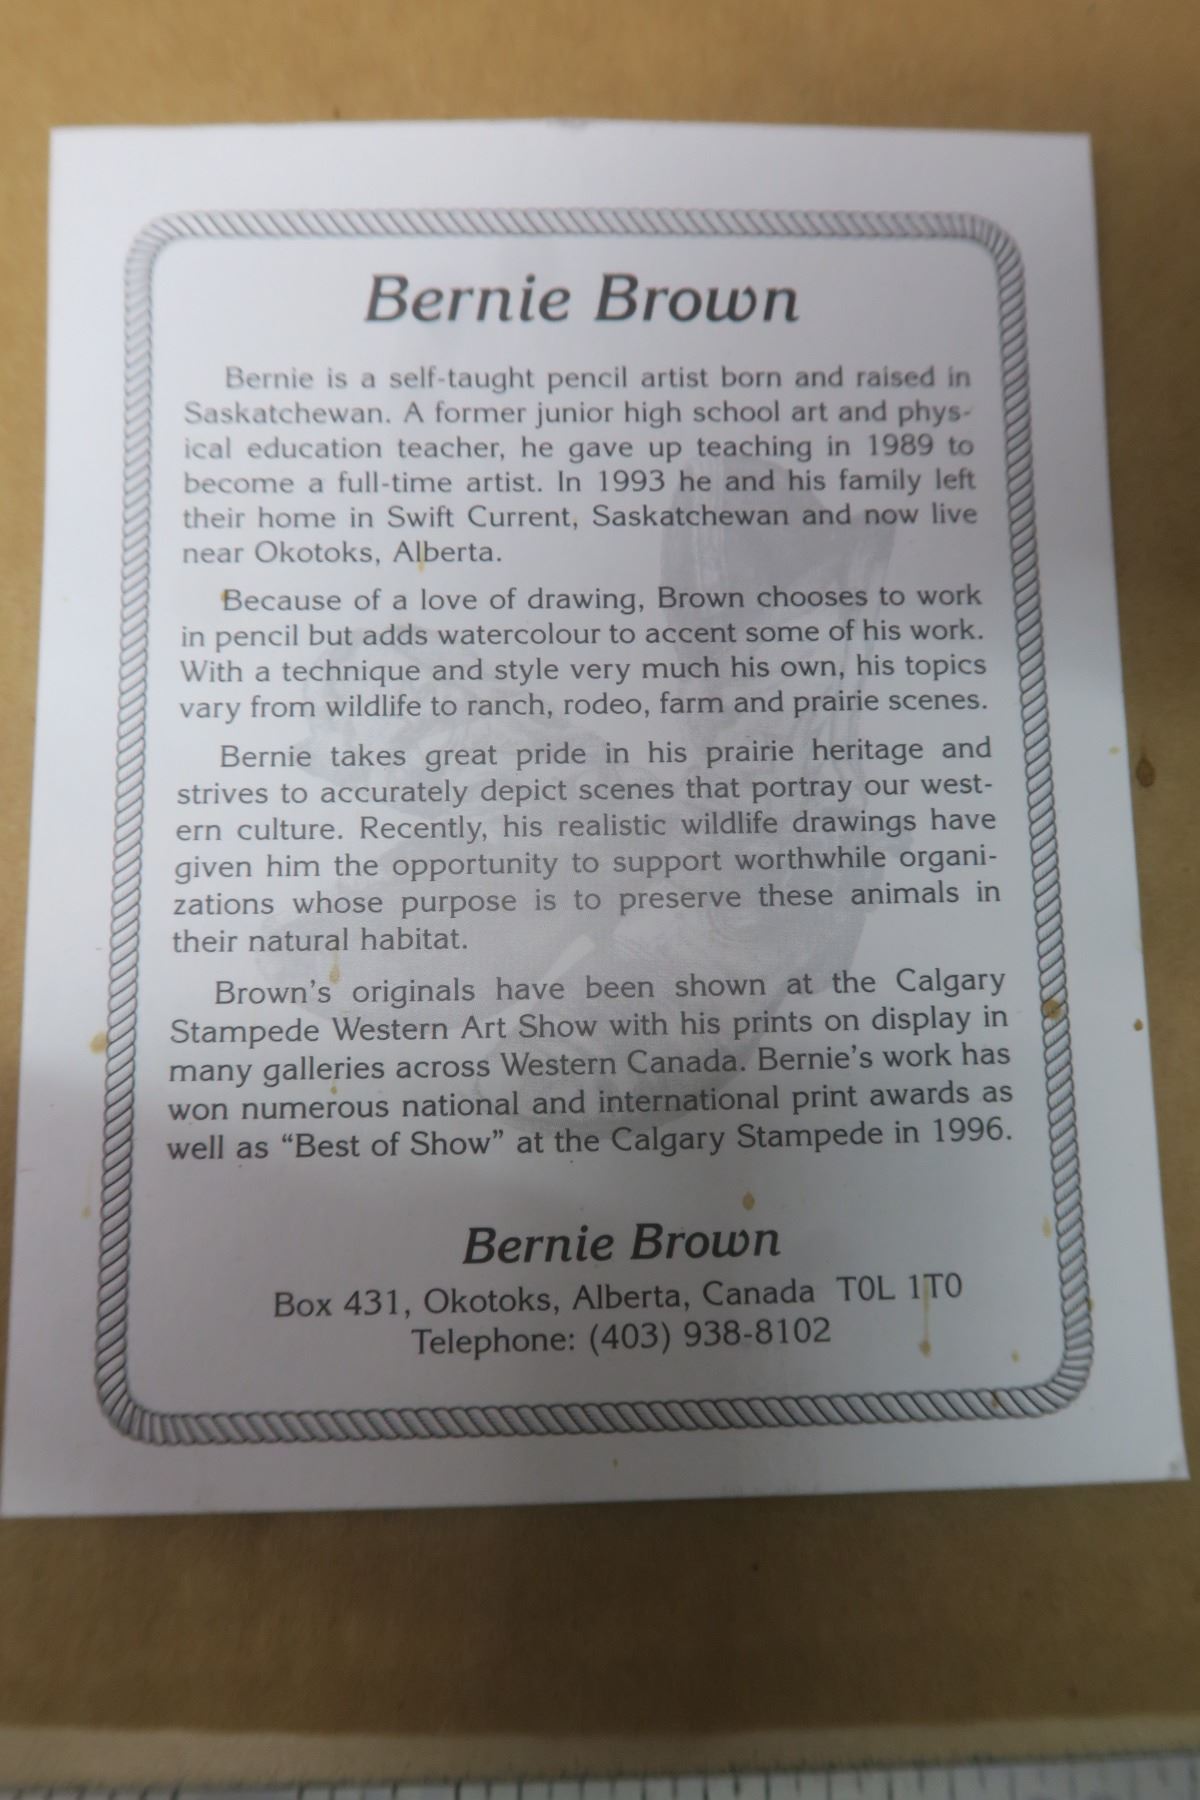 Bernie Brown
Bernie is a self-taught pencil artist born and raised in
Saskatchewan. A former junior high school art and phys-
ical education teacher, he gave up teaching in 1989 to
become a full-time artist. In 1993 he and his family left
their home in Swift Current, Saskatchewan and now live
near Okotoks, Alberta.
Because of a love of drawing, Brown chooses to work
in pencil but adds watercolour to accent some of his work.
With a technique and style very much his own, his topics
vary from wildlife to ranch, rodeo, farm and prairie scenes.
Bernie takes great pride in his prairie heritage and
strives to accurately depict scenes that portray our west-
ern culture. Recently, his realistic wildlife drawings have
given him the opportunity to support worthwhile organi-
zations whose purpose is to preserve these animals in
their natural habitat.
Brown's originals have been shown at the Calgary
Stampede Western Art Show with his prints on display in
many galleries across Western Canada. Bernie's work has
won numerous national and international print awards as
well as “Best of Show” at the Calgary Stampede in 1996.
Bernie Brown
Box 431, Okotoks, Alberta, Canada T0L 1T0
Telephone: (403) 938-8102